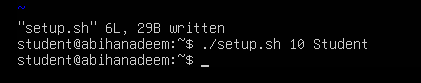 ~
"setup.sh" 6L, 29B written
student@abihanadeem:~$ ./setup.sh 10 Student
student@abihanadeem:~$ _